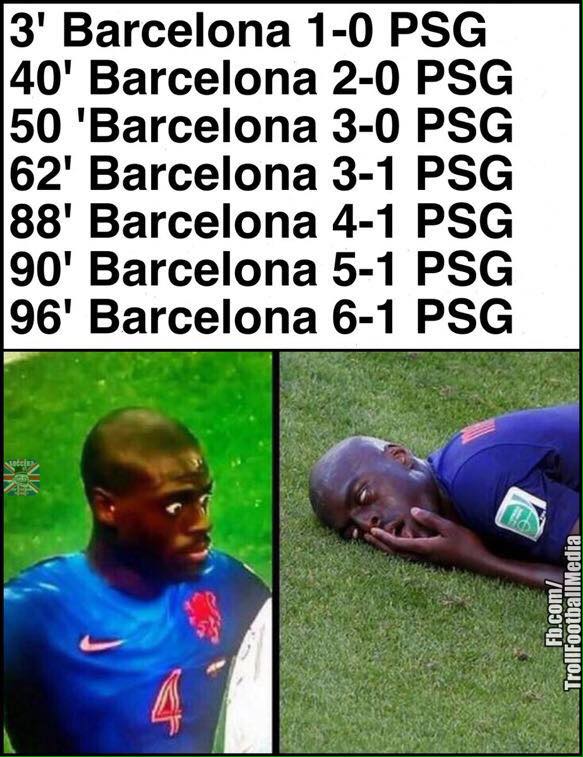 3' Barcelona 1-0 PSG
40' Barcelona 2-0 PSG
50 'Barcelona 3-0 PSG
62' Barcelona 3-1 PSG
88' Barcelona 4-1 PSG
90' Barcelona 5-1 PSG
96' Barcelona 6-1 PSG
4
Fb.com/
TrollFootballMedia